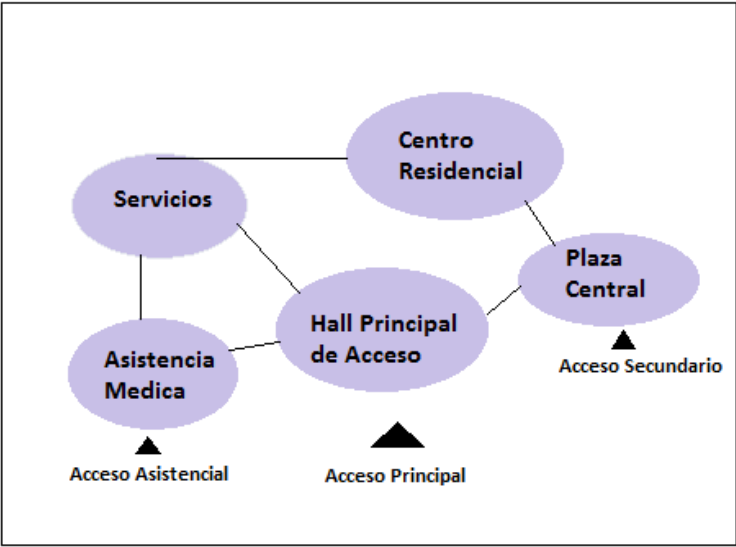 Centro
Residencial
Servicios
Plaza
Central
Hall Principal
de Acceso
Asistencia
Medica
Acceso Secundario
Acceso Asistencial
Acceso Principal